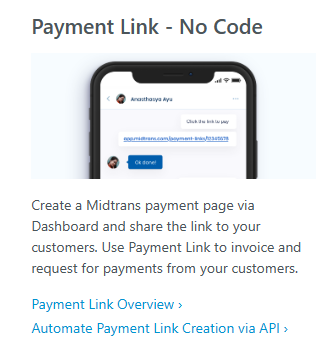 Payment Link - No Code
Anasthasya Ayu
Click the link to pay
app.midtrans.com/payment-links/12345678
Ok done!
Create a Midtrans payment page via
Dashboard and share the link to your
customers. Use Payment Link to invoice and
request for payments from your customers.
Payment Link Overview ›
Automate Payment Link Creation via API ›